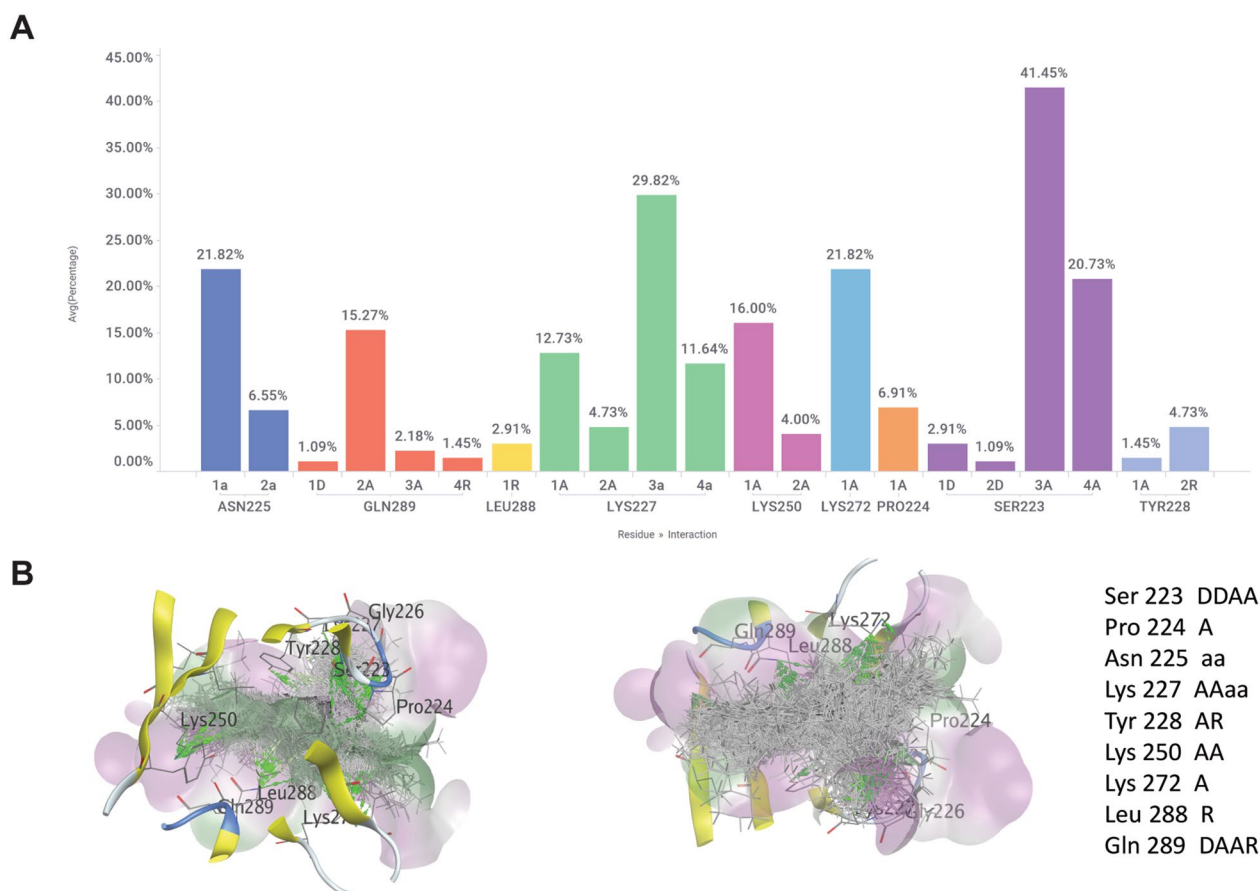 A
45.00%
40.00%
35.00%
30.00%
25.00%
20.00%
15.00%
10.00%
5.00%
0.00%
Avg(Percentage)
21.82%
6.55%
1.09%
15.27%
2.18%
1.45%
2.91%
12.73%
4.73%
29.82%
11.64%
16.00%
4.00%
21.82%
6.91%
2.91%
1.09%
41.45%
20.73%
1.45%
4.73%
1a 2a 1D 2A 3A 4R 1R 1A 2A 3a 4a 1A 2A 1A 1A 1D 2D 3A 4A 1A 2R
ASN225 GLN289 LEU288 LYS227 LYS250 LYS272 PRO224 SER223 TYR228
Residue » Interaction
B
Gly226
Tyr228
Ser223
Pro224
Lys250
Leu288
Gln289
Lys272
Gln289
Leu288
Pro224
Gly226
Ser 223 DDAA
Pro 224 A
Asn 225 aa
Lys 227 AAaa
Tyr 228 AR
Lys 250 AA
Lys 272 A
Leu 288 R
Gln 289 DAAR